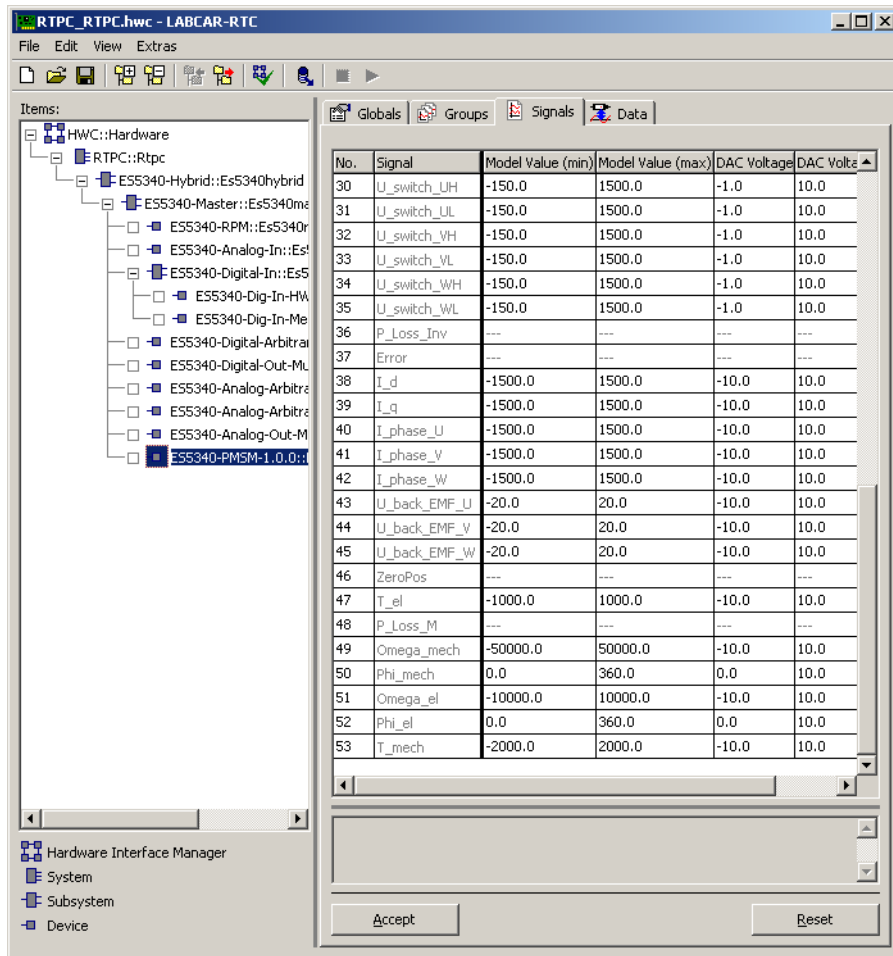 RTPC_RTPC.hwc - LABCAR-RTC
File Edit View Extras
Items:
HWC::Hardware
RTPC::Rtpc
ES5340-Hybrid::Es5340hybrid
ES5340-Master::Es5340ma
ES5340-RPM::Es5340r
ES5340-Analog-In::Es!
ES5340-Digital-In::Es5
ES5340-Dig-In-HW
ES5340-Dig-In-Me
ES5340-Digital-Arbitrar
ES5340-Digital-Out-Mu
ES5340-Analog-Arbitra
ES5340-Analog-Arbitra
ES5340-Analog-Out-M
ES5340-PMSM-1.0.0::
Hardware Interface Manager
System
Subsystem
Device
Globals Groups Signals Data
No. Signal Model Value (min) Model Value (max) DAC Voltage DAC Volta
30 U_switch_UH -150.0 1500.0 -1.0 10.0
31 U_switch_UL -150.0 1500.0 -1.0 10.0
32 U_switch_VH -150.0 1500.0 -1.0 10.0
33 U_switch_VL -150.0 1500.0 -1.0 10.0
34 U_switch_WH -150.0 1500.0 -1.0 10.0
35 U_switch_WL -150.0 1500.0 -1.0 10.0
36 P_Loss_Inv --- --- --- ---
37 Error --- --- --- ---
38 I_d -1500.0 1500.0 -10.0 10.0
39 I_q -1500.0 1500.0 -10.0 10.0
40 I_phase_U -1500.0 1500.0 -10.0 10.0
41 I_phase_V -1500.0 1500.0 -10.0 10.0
42 I_phase_W -1500.0 1500.0 -10.0 10.0
43 U_back_EMF_U -20.0 20.0 -10.0 10.0
44 U_back_EMF_V -20.0 20.0 -10.0 10.0
45 U_back_EMF_W -20.0 20.0 -10.0 10.0
46 ZeroPos --- --- --- ---
47 T_el -1000.0 1000.0 -10.0 10.0
48 P_Loss_M --- --- --- ---
49 Omega_mech -50000.0 50000.0 -10.0 10.0
50 Phi_mech 0.0 360.0 0.0 10.0
51 Omega_el -10000.0 10000.0 -10.0 10.0
52 Phi_el 0.0 360.0 0.0 10.0
53 T_mech -2000.0 2000.0 -10.0 10.0
Accept Reset